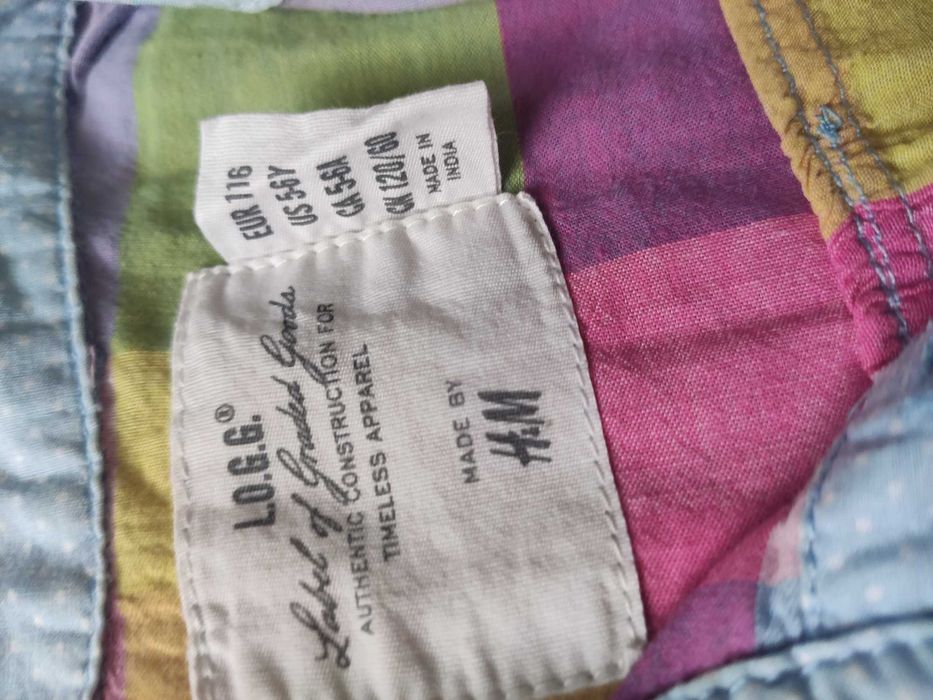 EUR 116
US 5-6Y
CA 5-6A
CN 120/60
MADE IN
INDIA
L.O.G.G.®
Label of Graded Goods
AUTHENTIC CONSTRUCTION FOR
TIMELESS APPAREL
MADE BY
H&M